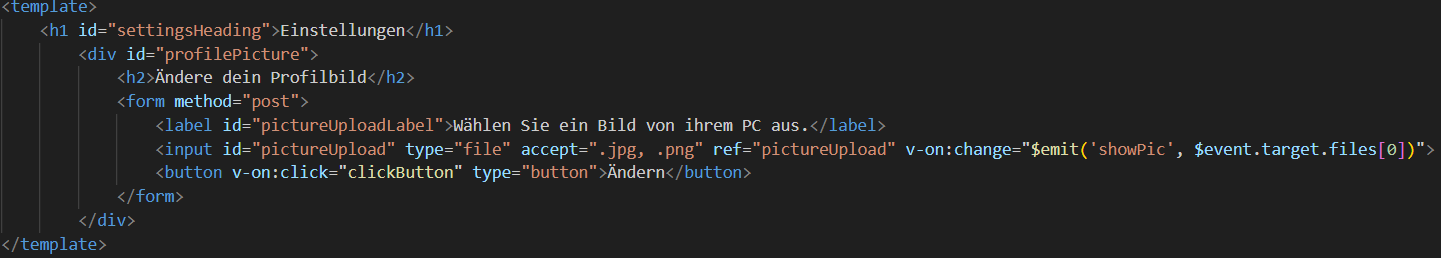 <template>
<h1 id="settingsHeading">Einstellungen</h1>
<div id="profilePicture">
<h2>Ändere dein Profilbild</h2>
<form method="post">
<label id="pictureUploadLabel">Wählen Sie ein Bild von ihrem PC aus.</label>
<input id="pictureUpload" type="file" accept=".jpg, .png" ref="pictureUpload" v-on:change="$emit('showPic', $event.target.files[0])">
<button v-on:click="clickButton" type="button">Ändern</button>
</form>
</div>
</template>